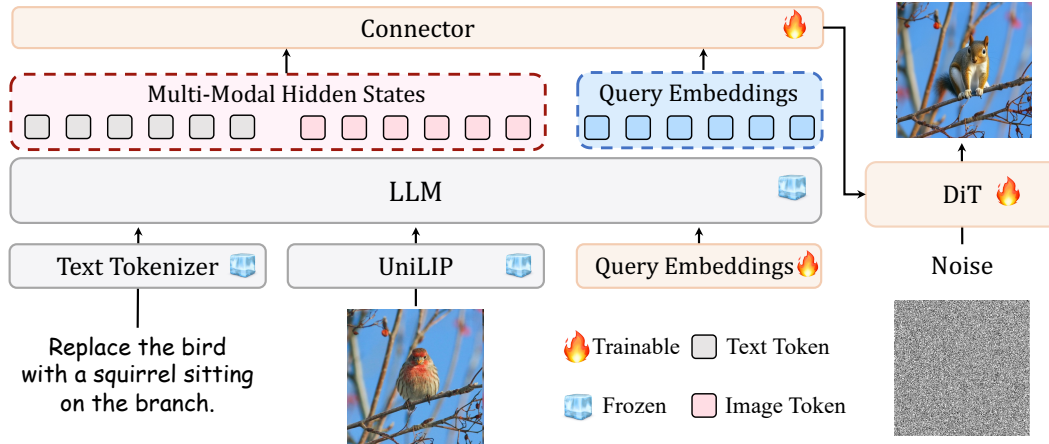 Connector
Multi-Modal Hidden States
Query Embeddings
LLM
DiT
Text Tokenizer
UniLIP
Query Embeddings
Noise
Replace the bird
with a squirrel sitting
on the branch.
Trainable
Text Token
Frozen
Image Token